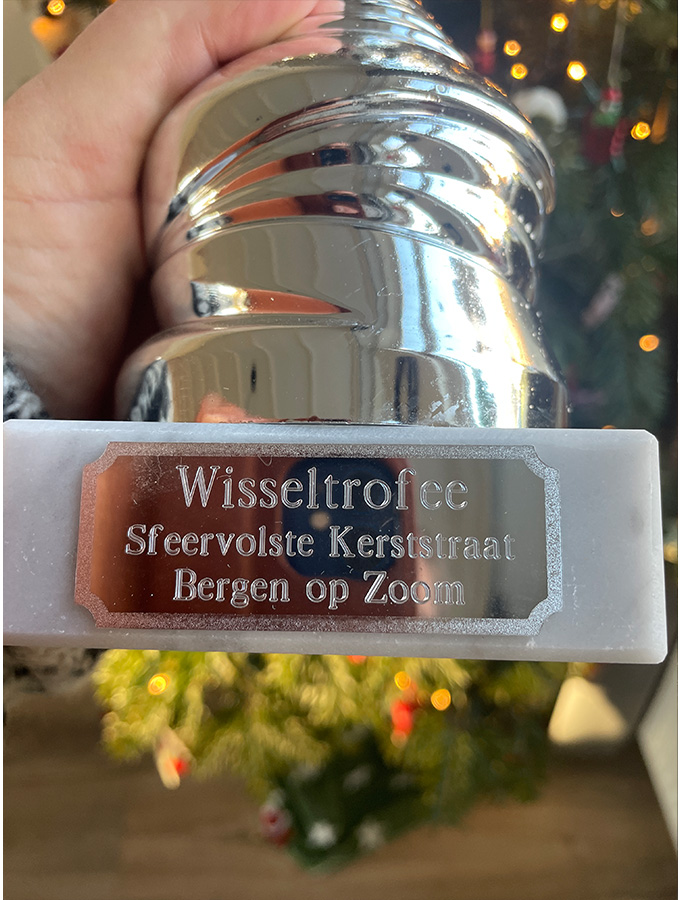 Wisseltrofee
Sfeervolste Kerststraat
Bergen op Zoom